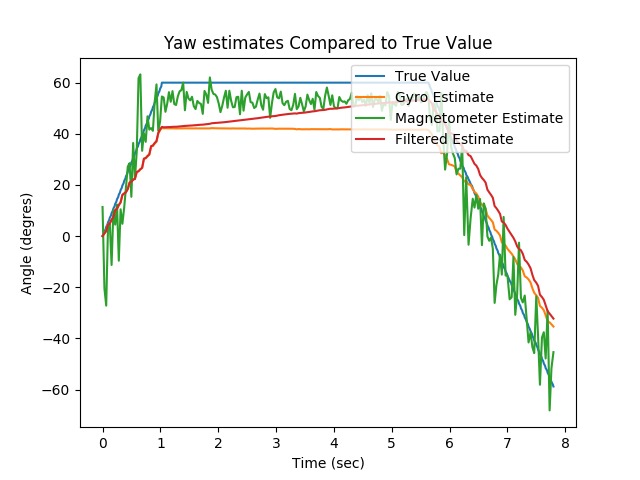 Yaw estimates Compared to True Value
True Value
Gyro Estimate
Magnetometer Estimate
Filtered Estimate
Angle (degres)
60
40
20
0
−20
−40
−60
0 1 2 3 4 5 6 7 8
Time (sec)